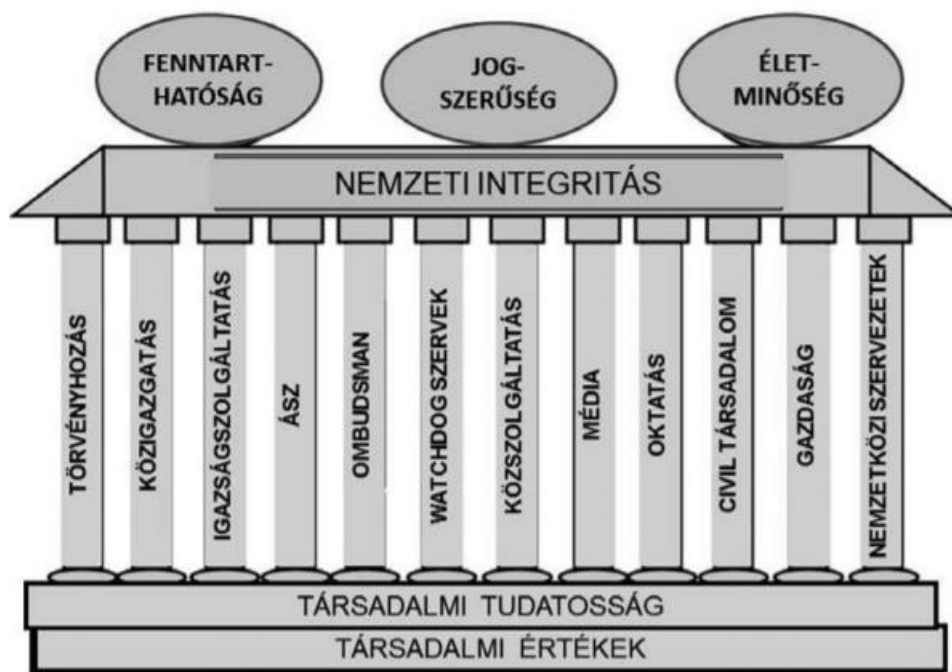 FENNTART-
HATÓSÁG
JOG-
SZERŰSÉG
ÉLET-
MINŐSÉG
NEMZETI INTEGRITÁS
TÖRVÉNYHOZÁS
KÖZIGAZGATÁS
IGAZSÁGSZOLGÁLTATÁS
ÁSZ
OMBUDSMAN
WATCHDOG SZERVEK
KÖZSZOLGÁLTATÁS
MÉDIA
OKTATÁS
CIVIL TÁRSADALOM
GAZDASÁG
NEMZETKÖZI SZERVEZETEK
TÁRSADALMI TUDATOSSÁG
TÁRSADALMI ÉRTÉKEK